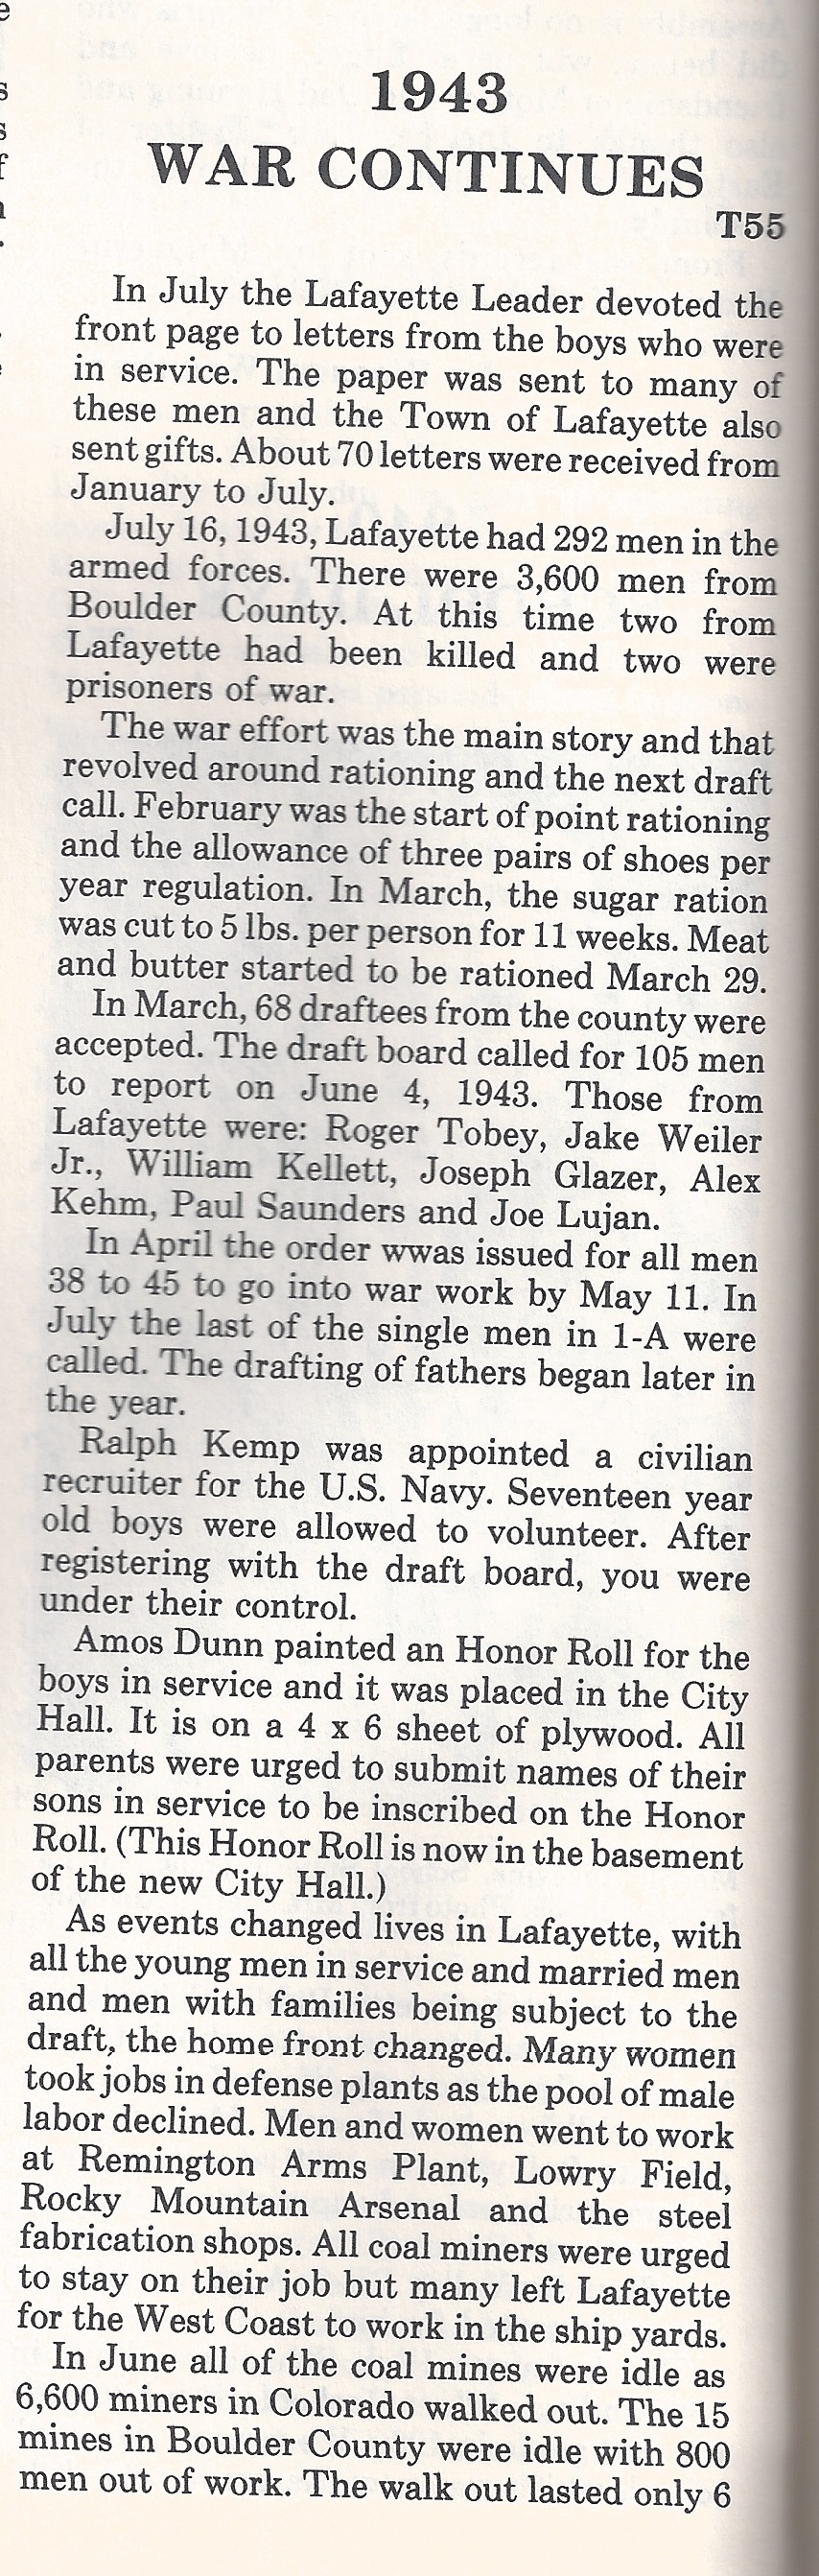 1943
WAR CONTINUES
T55
In July the Lafayette Leader devoted the
front page to letters from the boys who were
in service. The paper was sent to many of
these men and the Town of Lafayette also
sent gifts. About 70 letters were received from
January to July.
July 16, 1943, Lafayette had 292 men in the
armed forces. There were 3,600 men from
Boulder County. At this time two from
Lafayette had been killed and two were
prisoners of war.
The war effort was the main story and that
revolved around rationing and the next draft
call. February was the start of point rationing
and the allowance of three pairs of shoes per
year regulation. In March, the sugar ration
was cut to 5 lbs. per person for 11 weeks. Meat
and butter started to be rationed March 29.
In March, 68 draftees from the county were
accepted. The draft board called for 105 men
to report on June 4, 1943. Those from
Lafayette were: Roger Tobey, Jake Weiler
Jr., William Kellett, Joseph Glazer, Alex
Kehm, Paul Saunders and Joe Lujan.
In April the order wwas issued for all men
38 to 45 to go into war work by May 11. In
July the last of the single men in 1-A were
called. The drafting of fathers began later in
the year.
Ralph Kemp was appointed a civilian
recruiter for the U.S. Navy. Seventeen year
old boys were allowed to volunteer. After
registering with the draft board, you were
under their control.
Amos Dunn painted an Honor Roll for the
boys in service and it was placed in the City
Hall. It is on a 4 x 6 sheet of plywood. All
parents were urged to submit names of their
sons in service to be inscribed on the Honor
Roll. (This Honor Roll is now in the basement
of the new City Hall.)
As events changed lives in Lafayette, with
all the young men in service and married men
and men with families being subject to the
draft, the home front changed. Many women
took jobs in defense plants as the pool of male
labor declined. Men and women went to work
at Remington Arms Plant, Lowry Field,
Rocky Mountain Arsenal and the steel
fabrication shops. All coal miners were urged
to stay on their job but many left Lafayette
for the West Coast to work in the ship yards.
In June all of the coal mines were idle as
6,600 miners in Colorado walked out. The 15
mines in Boulder County were idle with 800
men out of work. The walk out lasted only 6